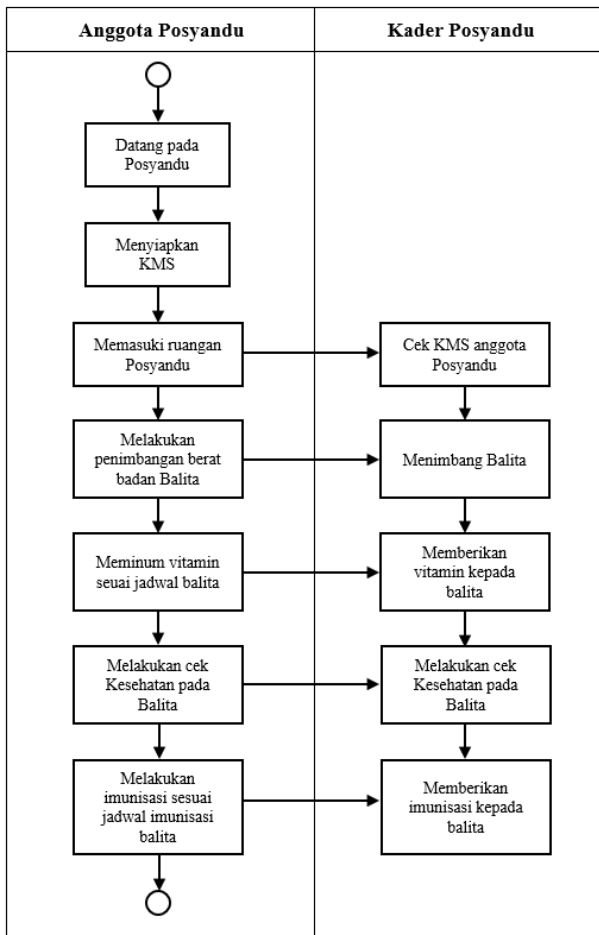 Anggota Posyandu
Kader Posyandu
Datang pada
Posyandu
Menyiapkan
KMS
Memasuki ruangan
Posyandu
Cek KMS anggota
Posyandu
Melakukan
penimbangan berat
badan Balita
Menimbang Balita
Meminum vitamin
seuai jadwal balita
Memberikan
vitamin kepada
balita
Melakukan cek
Kesehatan pada
Balita
Melakukan cek
Kesehatan pada
Balita
Melakukan
imunisasi sesuai
jadwal imunisasi
balita
Memberikan
imunisasi kepada
balita